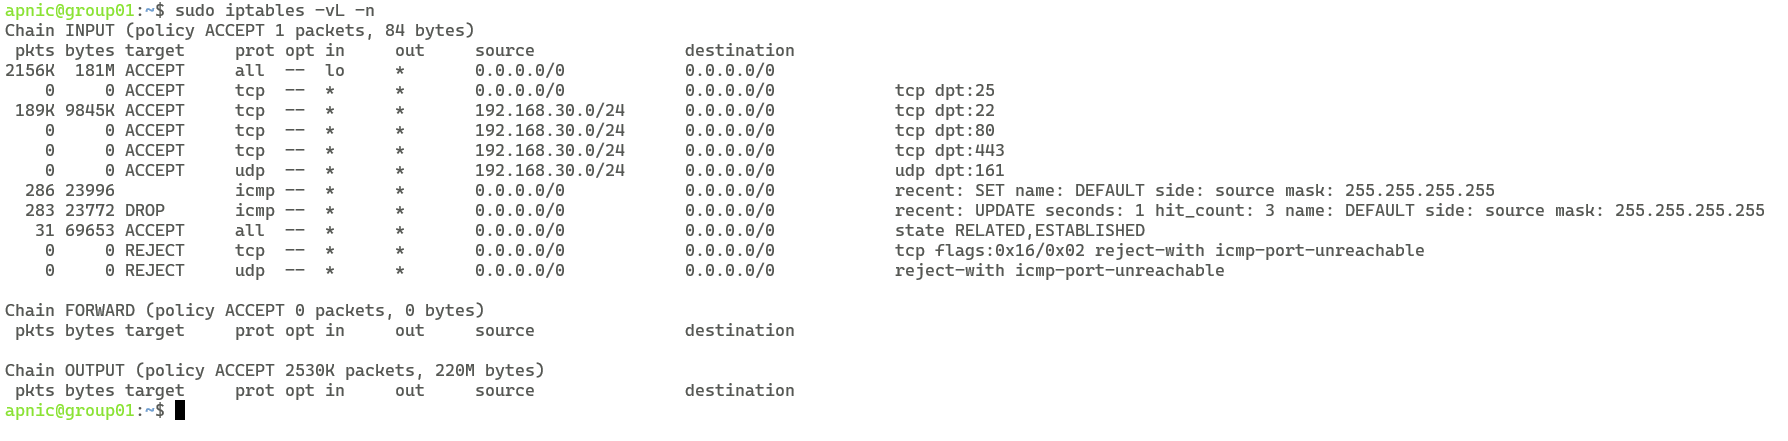 apnic@group01:~$ sudo iptables -vL -n
Chain INPUT (policy ACCEPT 1 packets, 84 bytes)
 pkts bytes target     prot opt in     out     source               destination
2156K  181M ACCEPT     all  --  lo     *       0.0.0.0/0            0.0.0.0/0
    0     0 ACCEPT     tcp  --  *      *       0.0.0.0/0            0.0.0.0/0            tcp dpt:25
 189K 9845K ACCEPT     tcp  --  *      *       192.168.30.0/24      0.0.0.0/0            tcp dpt:22
    0     0 ACCEPT     tcp  --  *      *       192.168.30.0/24      0.0.0.0/0            tcp dpt:80
    0     0 ACCEPT     tcp  --  *      *       192.168.30.0/24      0.0.0.0/0            tcp dpt:443
    0     0 ACCEPT     udp  --  *      *       192.168.30.0/24      0.0.0.0/0            udp dpt:161
  286 23996            icmp --  *      *       0.0.0.0/0            0.0.0.0/0            recent: SET name: DEFAULT side: source mask: 255.255.255.255
  283 23772 DROP       icmp --  *      *       0.0.0.0/0            0.0.0.0/0            recent: UPDATE seconds: 1 hit_count: 3 name: DEFAULT side: source mask: 255.255.255.255
   31 69653 ACCEPT     all  --  *      *       0.0.0.0/0            0.0.0.0/0            state RELATED,ESTABLISHED
    0     0 REJECT     tcp  --  *      *       0.0.0.0/0            0.0.0.0/0            tcp flags:0x16/0x02 reject-with icmp-port-unreachable
    0     0 REJECT     udp  --  *      *       0.0.0.0/0            0.0.0.0/0            reject-with icmp-port-unreachable

Chain FORWARD (policy ACCEPT 0 packets, 0 bytes)
 pkts bytes target     prot opt in     out     source               destination

Chain OUTPUT (policy ACCEPT 2530K packets, 220M bytes)
 pkts bytes target     prot opt in     out     source               destination
apnic@group01:~$